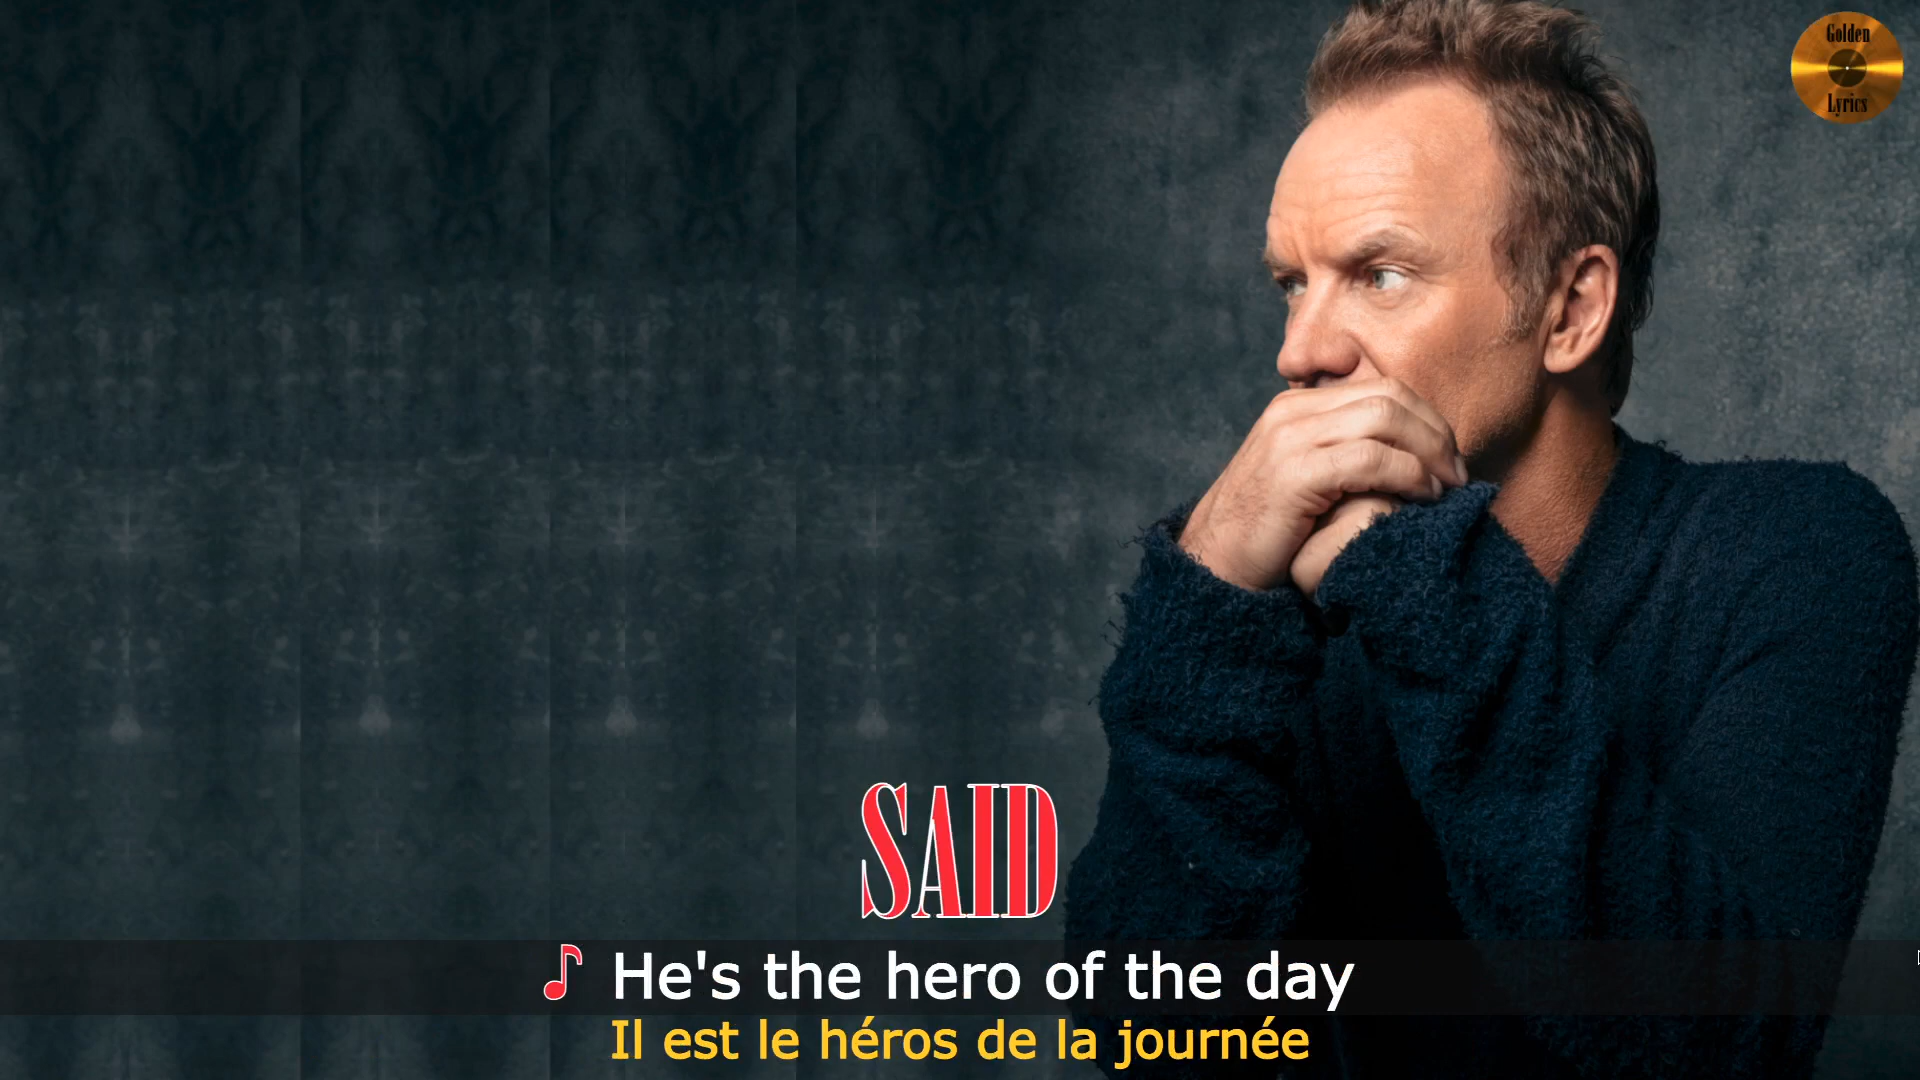 Golden
Lyrics
SAID
He's the hero of the day
Il est le héros de la journée